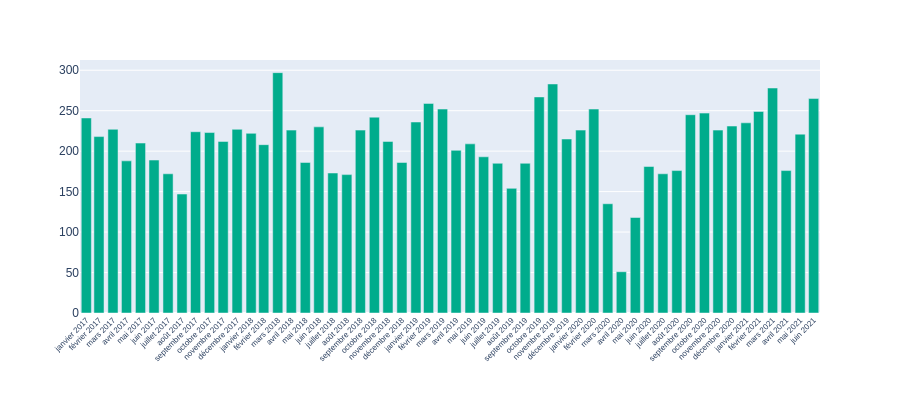 300
250
200
150
100
50
0
janvier 2017
février 2017
mars 2017
avril 2017
mai 2017
juin 2017
juillet 2017
août 2017
septembre 2017
octobre 2017
novembre 2017
décembre 2017
janvier 2018
février 2018
mars 2018
avril 2018
mai 2018
juin 2018
juillet 2018
août 2018
septembre 2018
octobre 2018
novembre 2018
décembre 2018
janvier 2019
février 2019
mars 2019
avril 2019
mai 2019
juin 2019
juillet 2019
août 2019
septembre 2019
octobre 2019
novembre 2019
décembre 2019
janvier 2020
février 2020
mars 2020
avril 2020
mai 2020
juin 2020
juillet 2020
août 2020
septembre 2020
octobre 2020
novembre 2020
décembre 2020
janvier 2021
février 2021
mars 2021
avril 2021
mai 2021
juin 2021